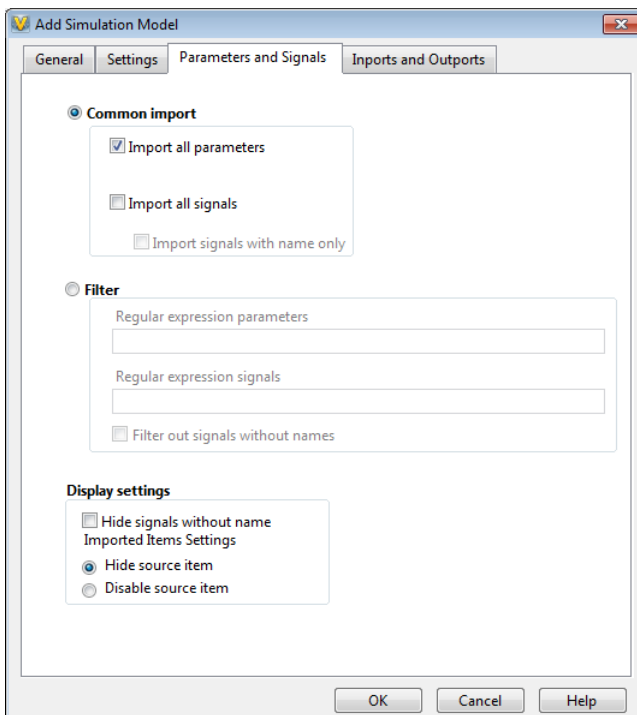 Add Simulation Model
General Settings Parameters and Signals Inports and Outports
Common import
Import all parameters
Import all signals
Import signals with name only
Filter
Regular expression parameters
Regular expression signals
Filter out signals without names
Display settings
Hide signals without name
Imported Items Settings
Hide source item
Disable source item
OK Cancel Help